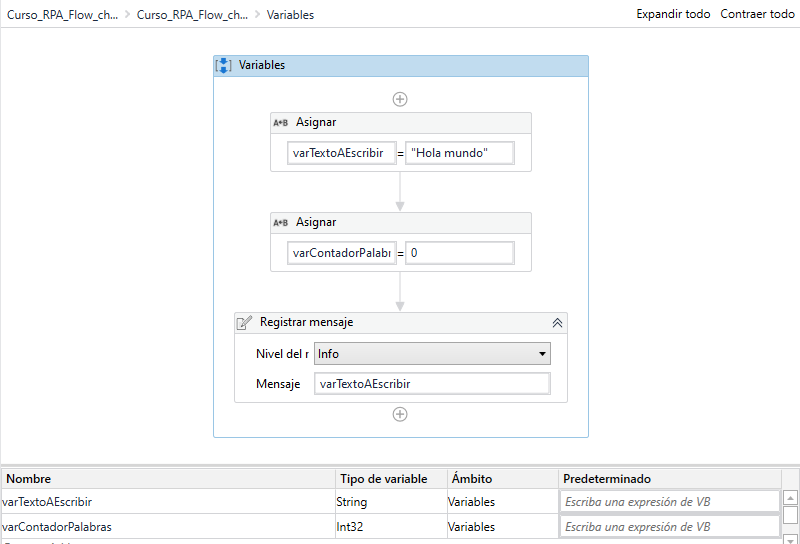 Curso_RPA_Flow_ch... > Curso_RPA_Flow_ch... > Variables Expandir todo Contraer todo
Variables
A*B Asignar
varTextoAEscribir = "Hola mundo"
A*B Asignar
varContadorPalabr = 0
Registrar mensaje
Nivel del r Info
Mensaje varTextoAEscribir
Nombre Tipo de variable Ámbito Predeterminado
varTextoAEscribir String Variables Escriba una expresión de VB
varContadorPalabras Int32 Variables Escriba una expresión de VB